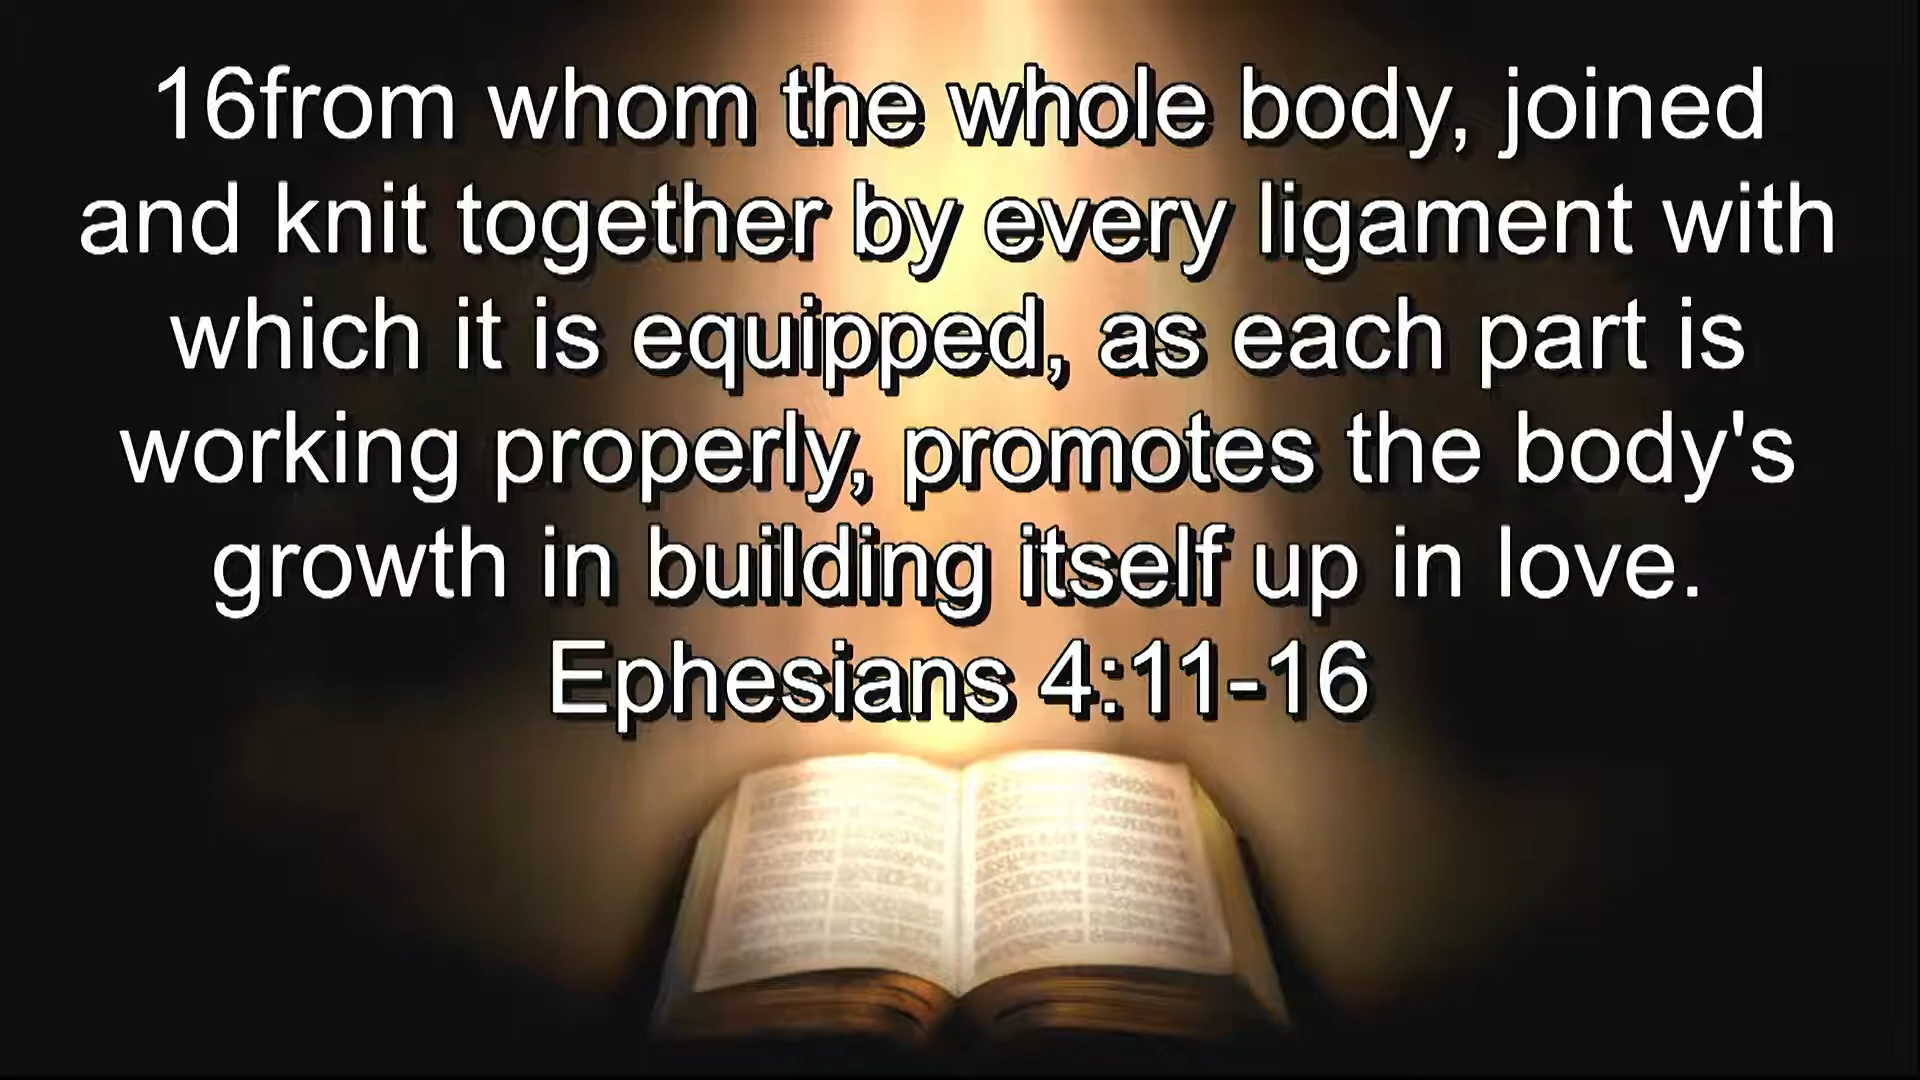 16from whom the whole body, joined
and knit together by every ligament with
which it is equipped, as each part is
working properly, promotes the body's
growth in building itself up in love.
Ephesians 4:11-16